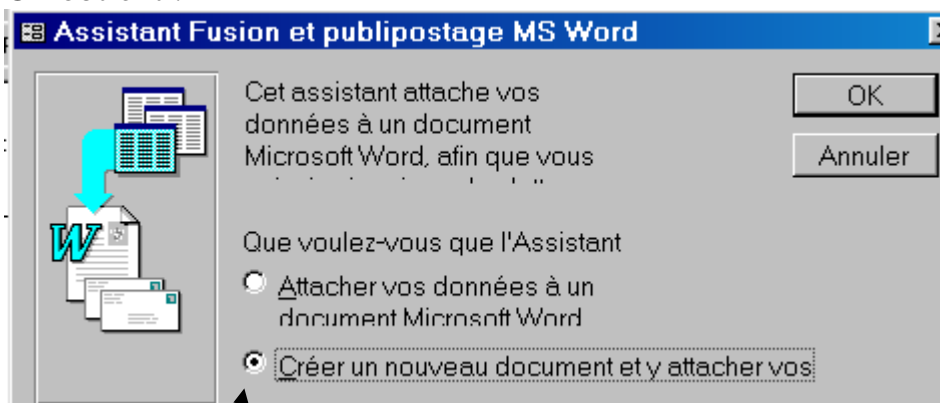 Assistant Fusion et publipostage MS Word
Cet assistant attache vos
données à un document
Microsoft Word, afin que vous
OK
Annuler
Que voulez-vous que l'Assistant
Attacher vos données à un
document Microsoft Word
Créer un nouveau document et y attacher vos